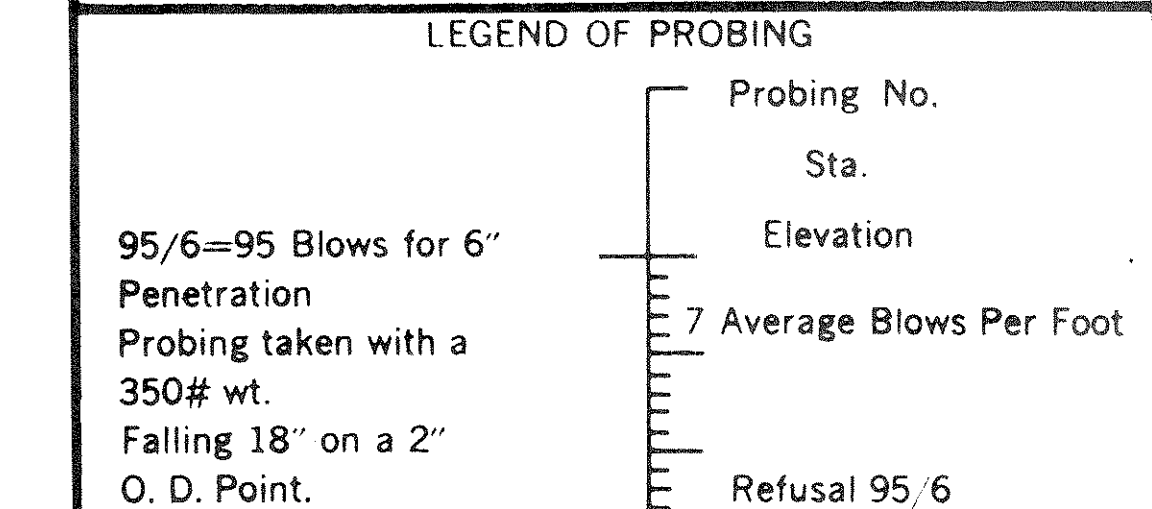 LEGEND OF PROBING
Probing No.
Sta.
Elevation
95/6=95 Blows for 6″
Penetration
Probing taken with a
350# wt.
Falling 18″ on a 2″
O. D. Point.
7 Average Blows Per Foot
Refusal 95/6